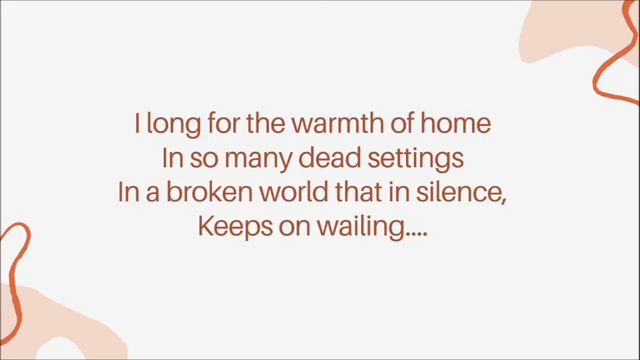 I long for the warmth of home
In so many dead settings
In a broken world that in silence,
Keeps on wailing....